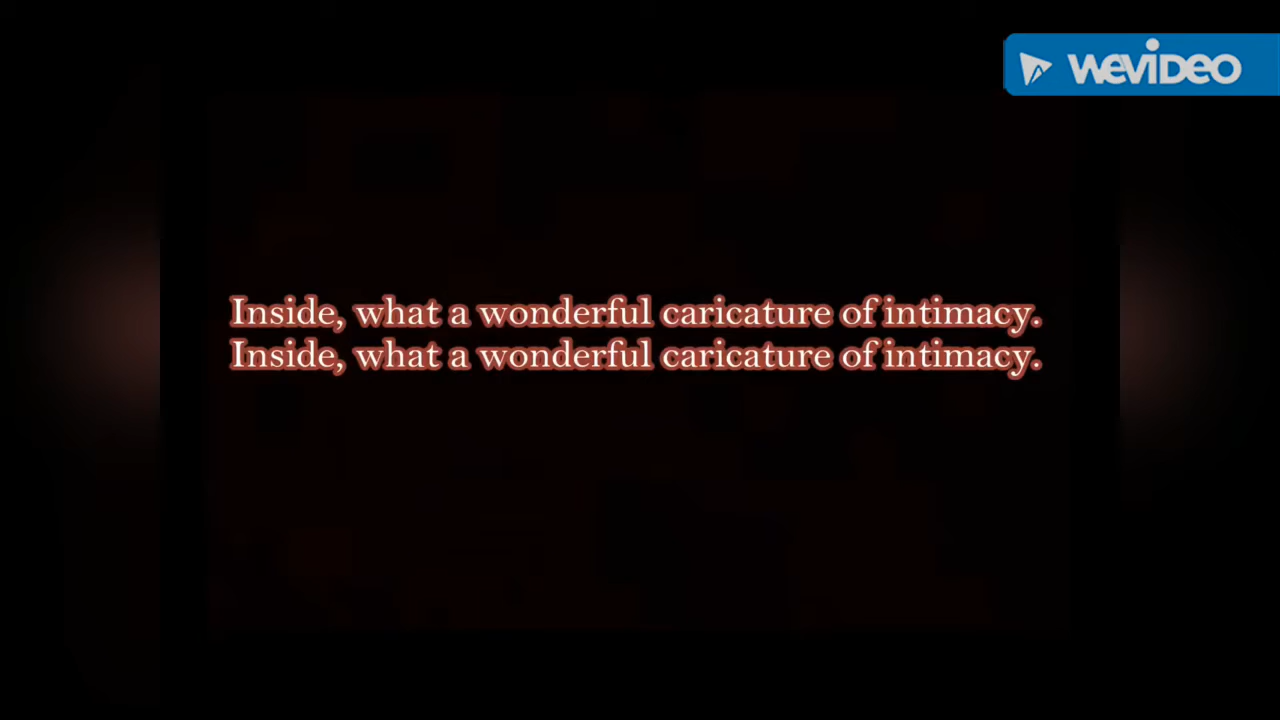 WEVIDEO
Inside, what a wonderful caricature of intimacy.
Inside, what a wonderful caricature of intimacy.